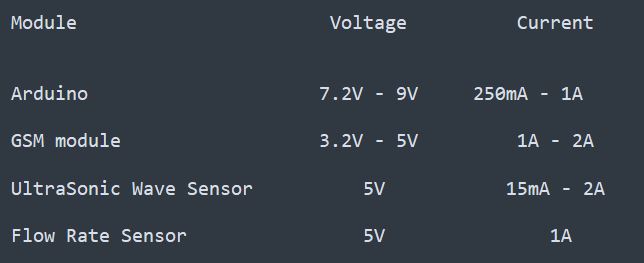 Module Voltage Current
Arduino 7.2V - 9V 250mA - 1A
GSM module 3.2V - 5V 1A - 2A
UltraSonic Wave Sensor 5V 15mA - 2A
Flow Rate Sensor 5V 1A